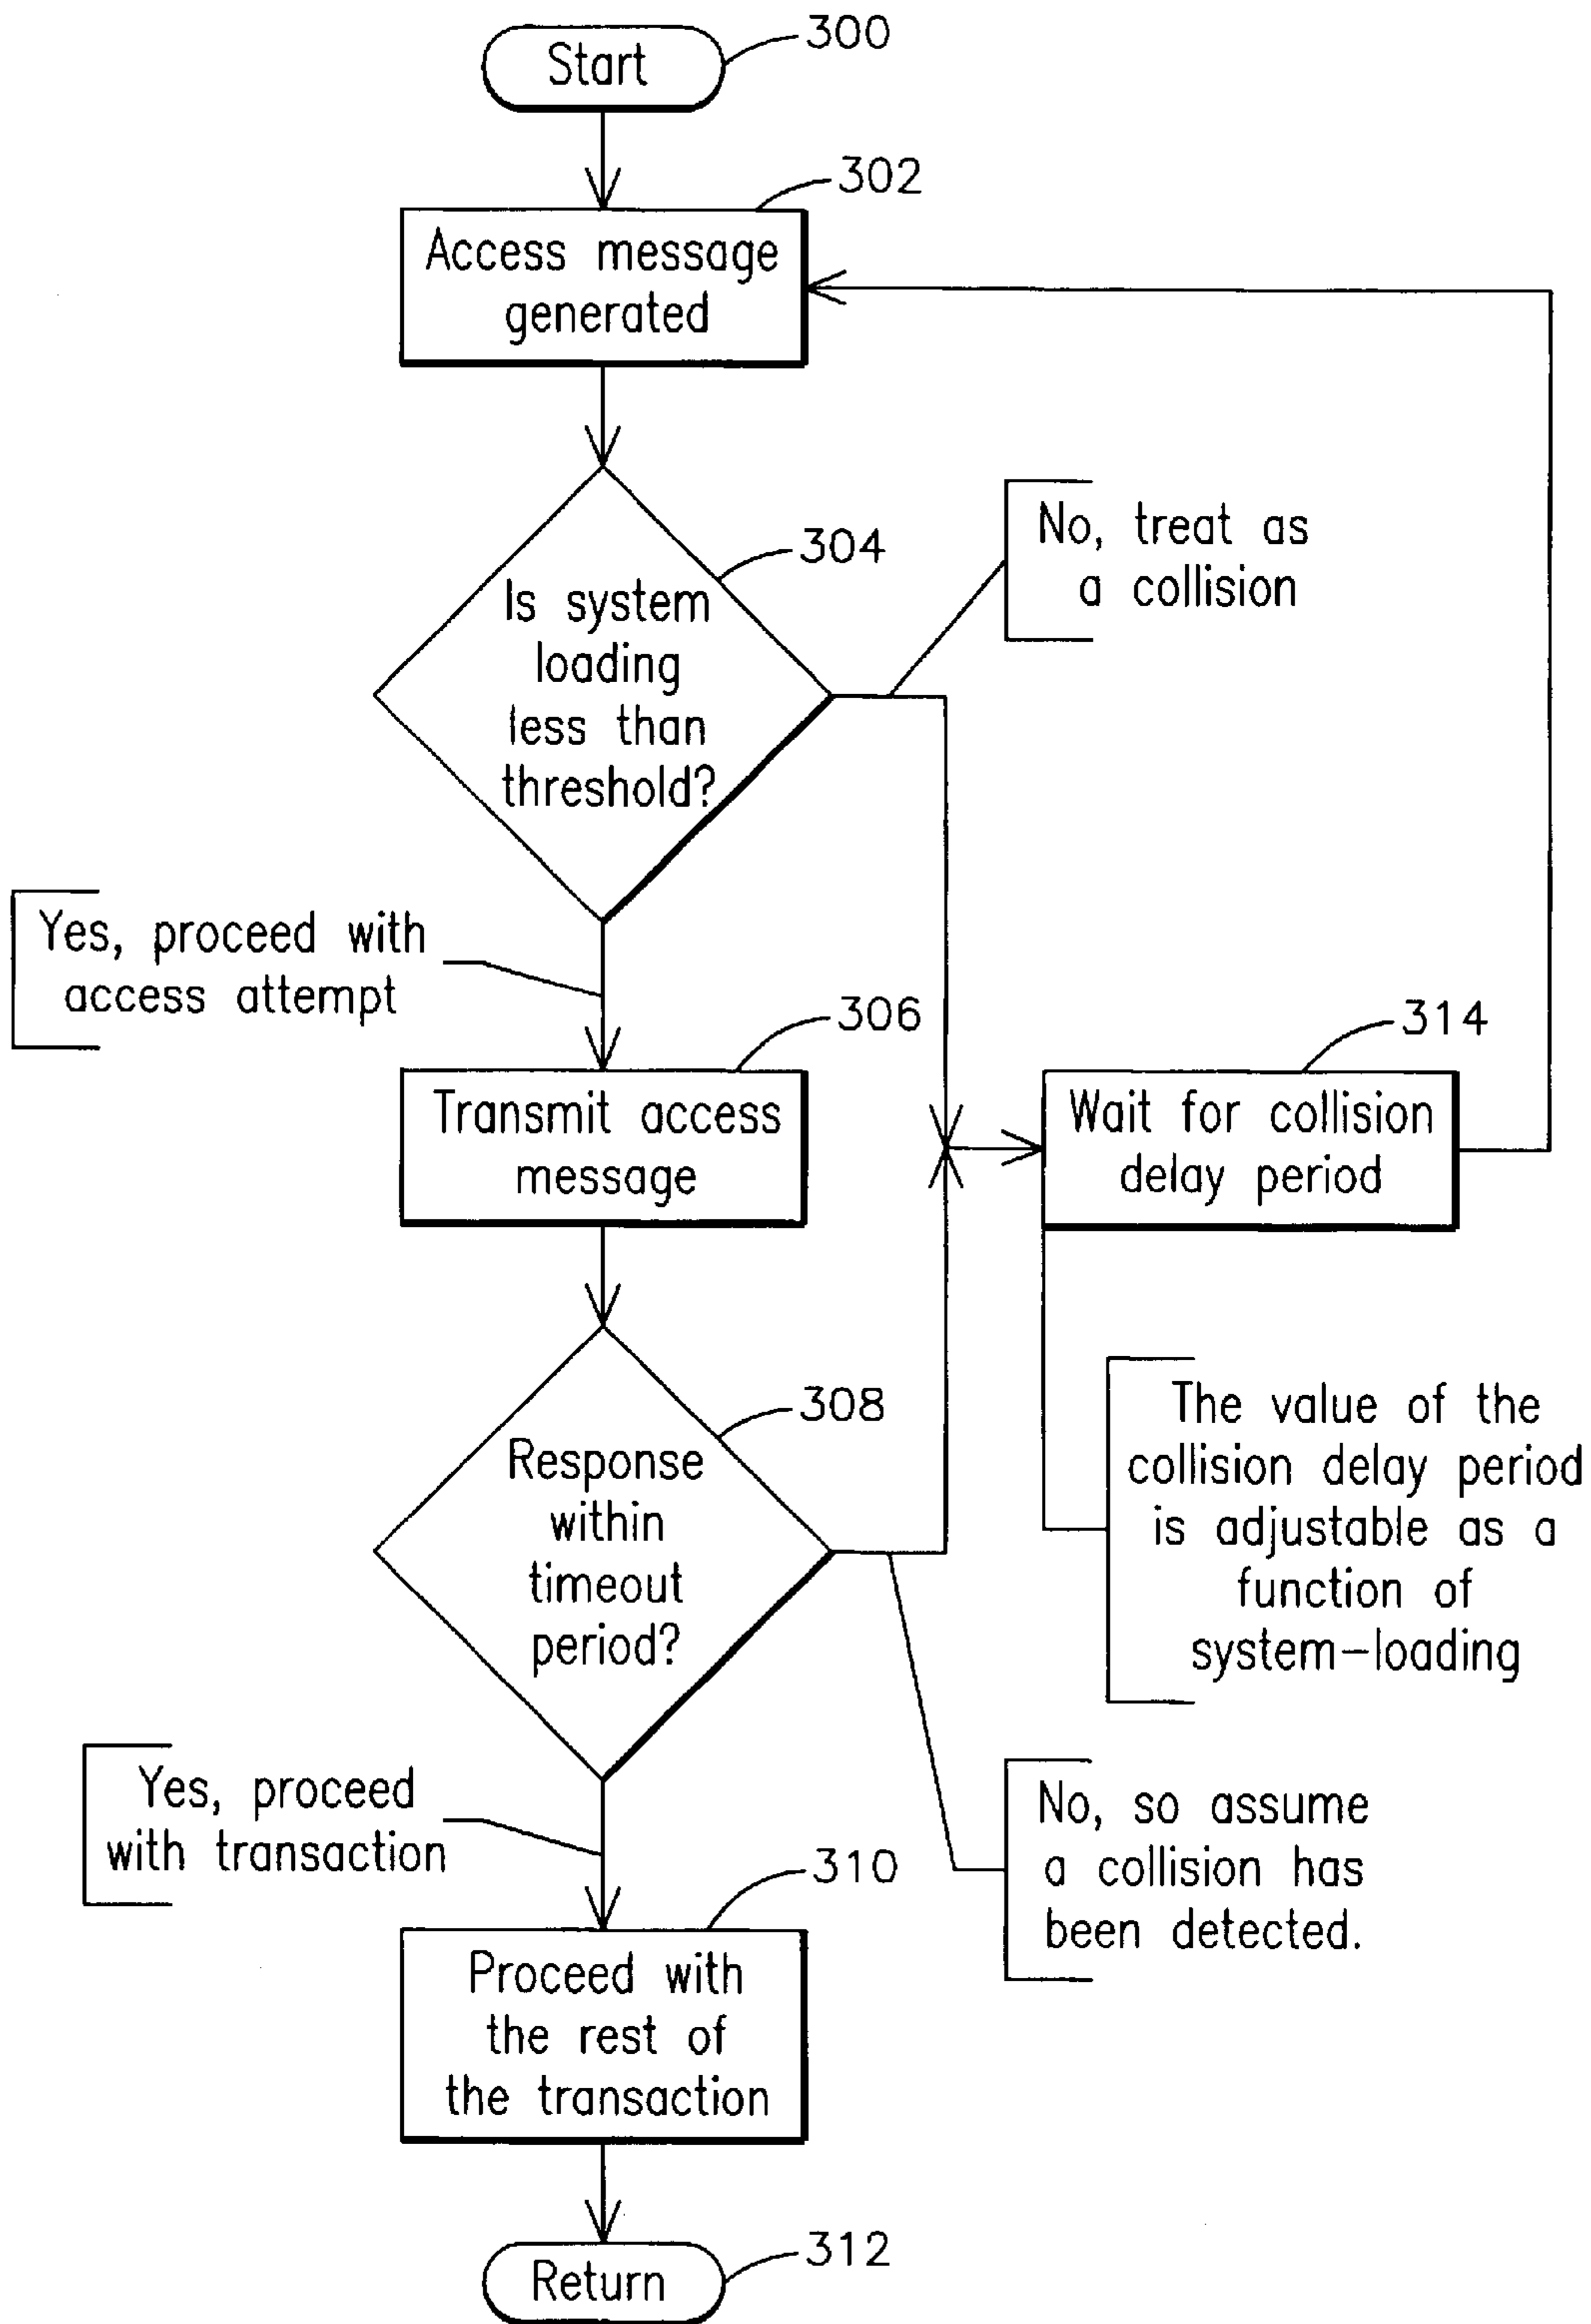 Start
300
302
Access message
generated
304
Is system
loading
less than
threshold?
No, treat as
a collision
Yes, proceed with
access attempt
306
Transmit access
message
314
Wait for collision
delay period
308
Response
within
timeout
period?
The value of the
collision delay period
is adjustable as a
function of
system-loading
Yes, proceed
with transaction
No, so assume
a collision has
been detected.
310
Proceed with
the rest of
the transaction
312
Return